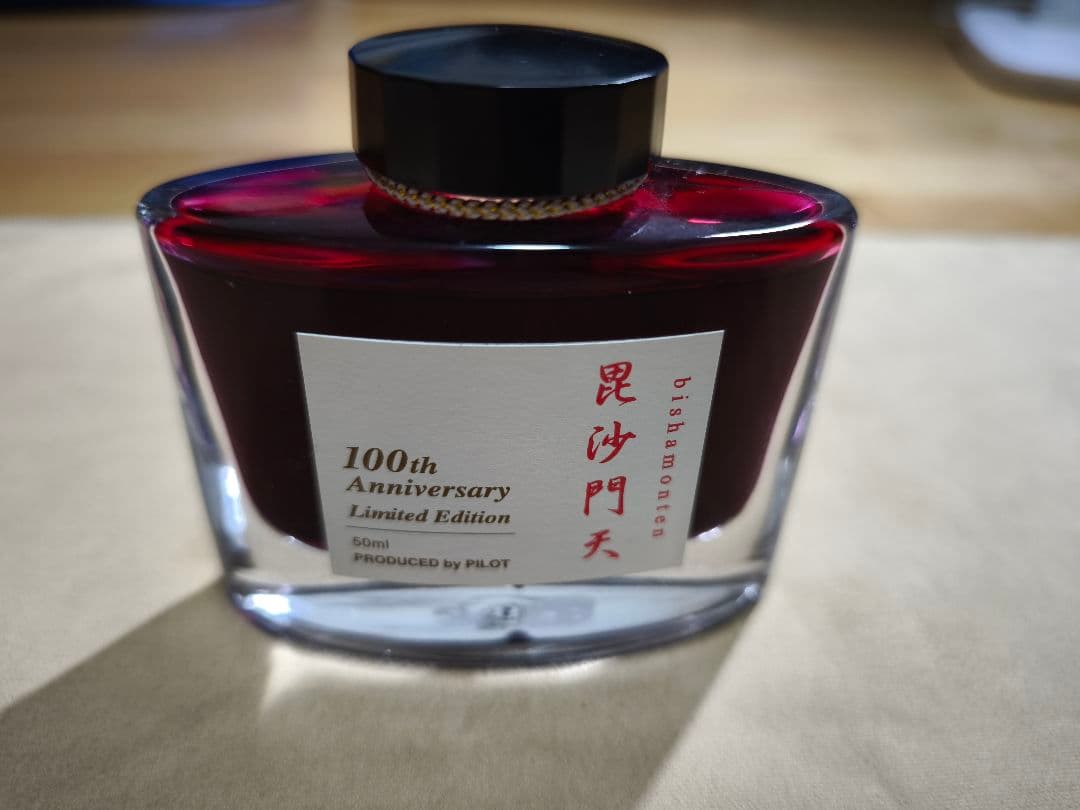 100th
Anniversary
Limited Edition
50ml
PRODUCED by PILOT
毘沙門天
bishamonten